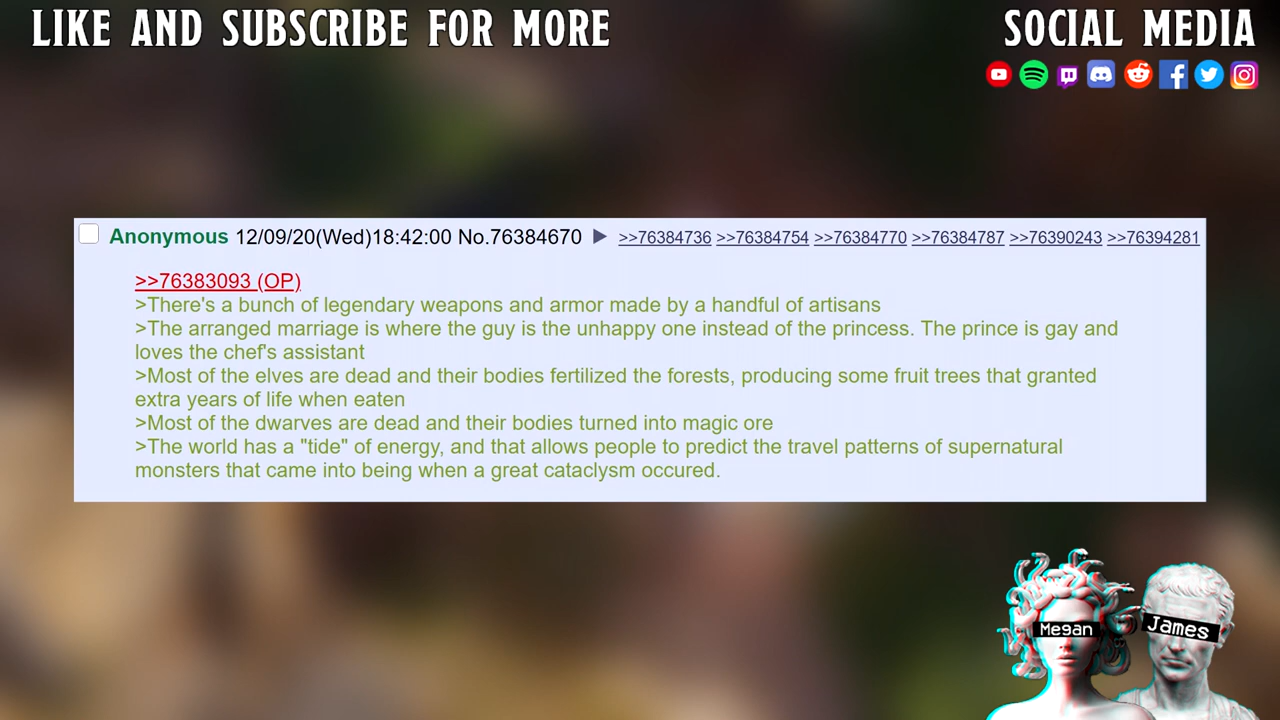 LIKE AND SUBSCRIBE FOR MORE
SOCIAL MEDIA
Anonymous 12/09/20(Wed)18:42:00 No.76384670 ▶ >>76384736 >>76384754 >>76384770 >>76384787 >>76390243 >>76394281
>>76383093 (OP)
>There's a bunch of legendary weapons and armor made by a handful of artisans
>The arranged marriage is where the guy is the unhappy one instead of the princess. The prince is gay and
loves the chef's assistant
>Most of the elves are dead and their bodies fertilized the forests, producing some fruit trees that granted
extra years of life when eaten
>Most of the dwarves are dead and their bodies turned into magic ore
>The world has a "tide" of energy, and that allows people to predict the travel patterns of supernatural
monsters that came into being when a great cataclysm occured.
Megan
James